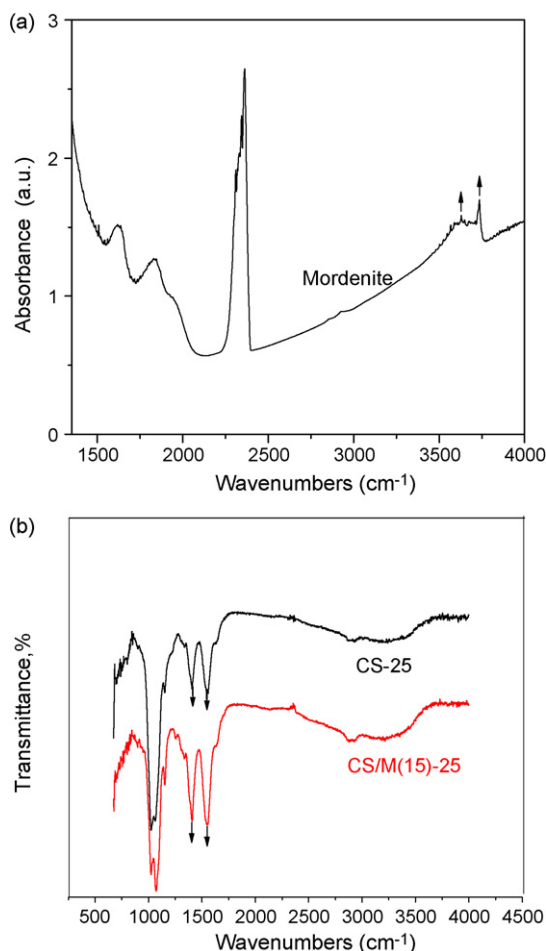 (a)
3
2
1
0
Absorbance (a.u.)
Mordenite
1500 2000 2500 3000 3500 4000
Wavenumbers (cm-1)
(b)
Transmittance,%
CS-25
CS/M(15)-25
500 1000 1500 2000 2500 3000 3500 4000 4500
Wavenumbers (cm-1)